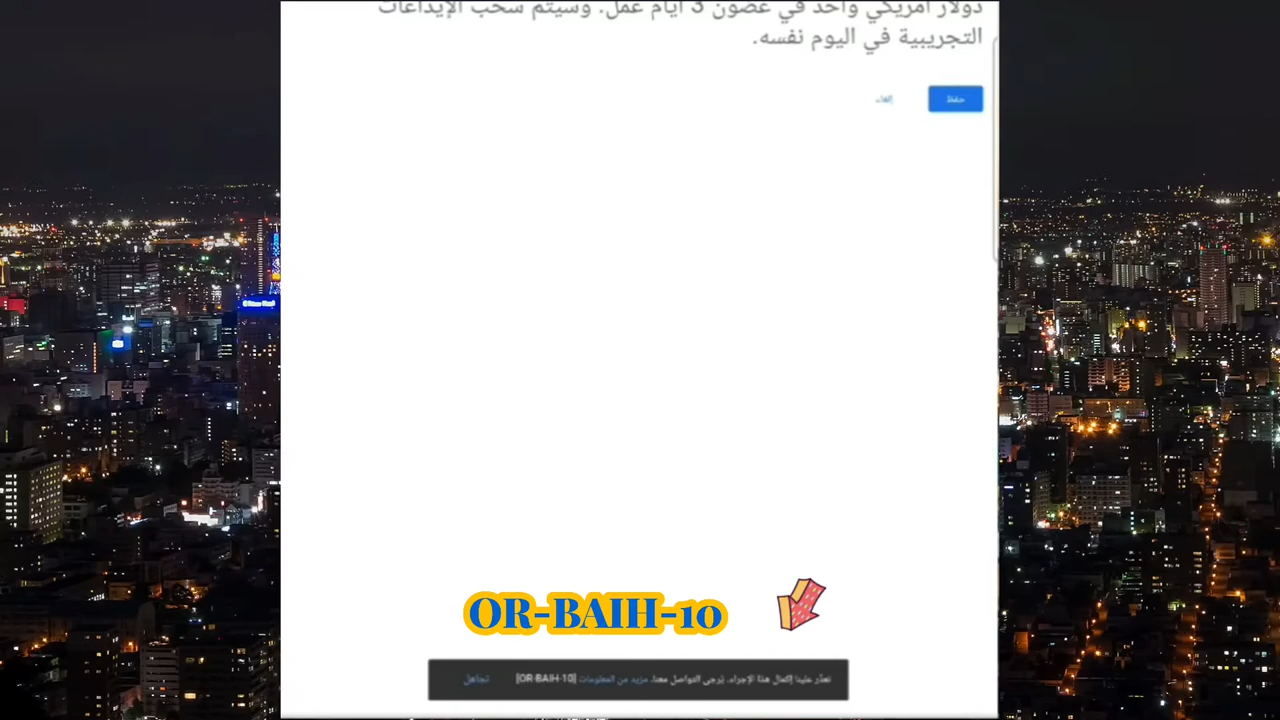 دولار أمريكي واحد في غضون 3 أيام عمل. وسيتم سحب الإيداعات
التجريبية في اليوم نفسه.
حفظ
إلغاء
OR-BAIH-10
تعذّر علينا إكمال هذا الإجراء. يُرجى التواصل معنا. مزيد من المعلومات [OR-BAIH-10] تجاهل